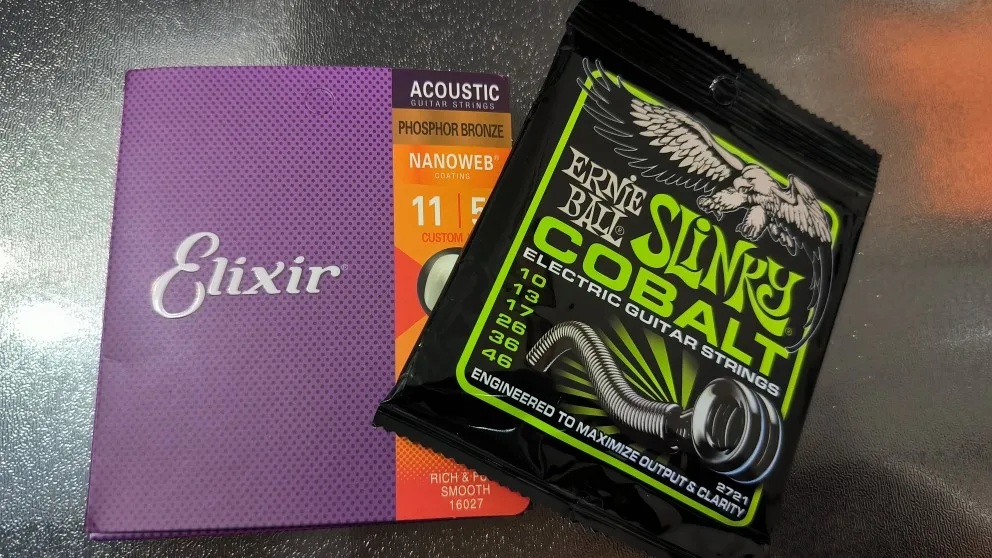 Elixir®
ACOUSTIC
GUITAR STRINGS
PHOSPHOR BRONZE
NANOWEB®
COATING
11
CUSTOM
RICH &
SMOOTH
16027
ERNIE
BALL®
SLINKY®
COBALT
ELECTRIC GUITAR STRINGS
10
13
17
26
36
46
ENGINEERED TO MAXIMIZE OUTPUT & CLARITY
2721